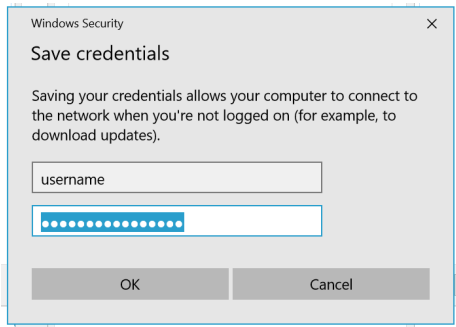 Windows Security
Save credentials
Saving your credentials allows your computer to connect to
the network when you're not logged on (for example, to
download updates).
username
●●●●●●●●●●●●●●●●
OK
Cancel